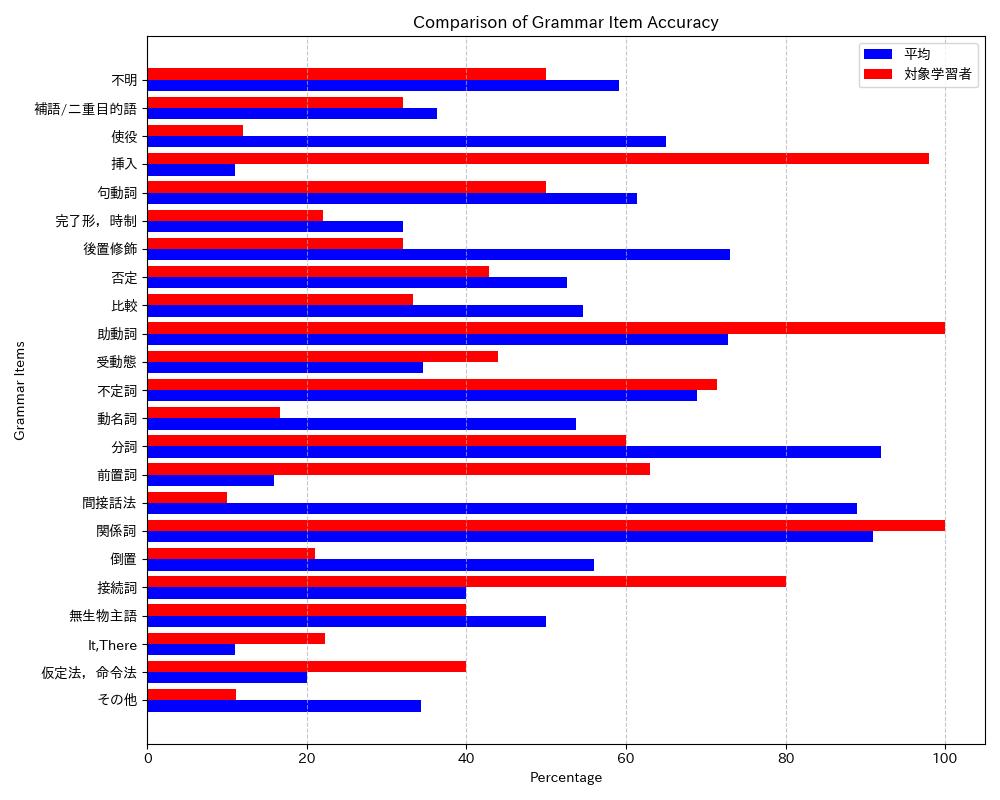 Comparison of Grammar Item Accuracy
平均
対象学習者
不明
補語/二重目的語
使役
挿入
句動詞
完了形，時制
後置修飾
否定
比較
助動詞
受動態
不定詞
動名詞
分詞
前置詞
間接話法
関係詞
倒置
接続詞
無生物主語
It,There
仮定法，命令法
その他
Grammar Items
0 20 40 60 80 100
Percentage